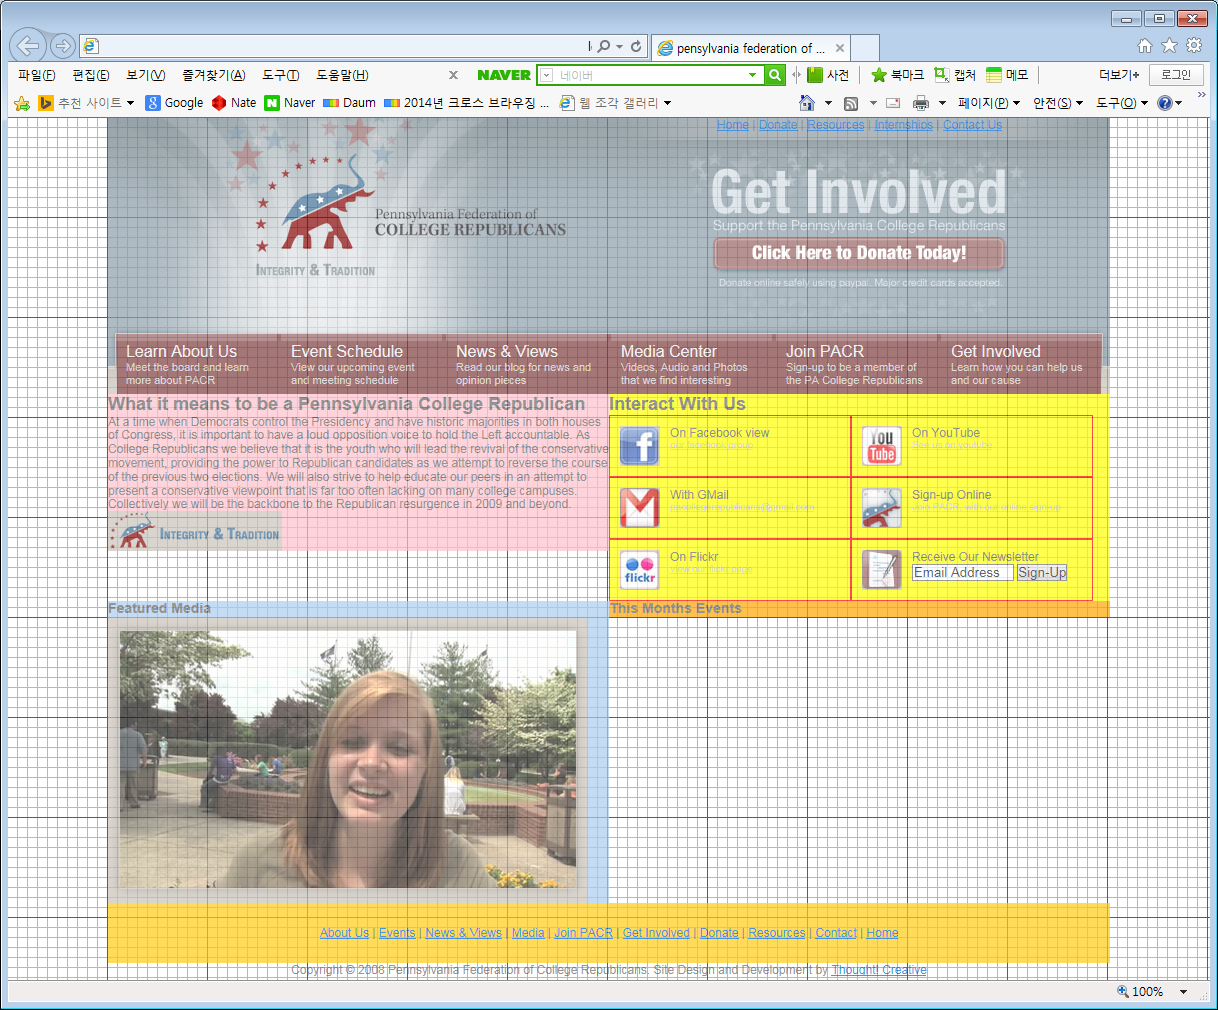 pensylvania federation of ...
파일(F) 편집(E) 보기(V) 즐겨찾기(A) 도구(T) 도움말(H)
x NAVER 네이버 사전 북마크 캡처 메모 더보기+ 로그인
추천 사이트 Google Nate Naver Daum 2014년 크로스 브라우징 ... 웹 조각 갤러리 페이지(P) 안전(S) 도구(O) »
Home | Donate | Resources | Internships | Contact Us
Pennsylvania Federation of
COLLEGE REPUBLICANS
INTEGRITY & TRADITION
Get Involved
Support the Pennsylvania College Republicans
Click Here to Donate Today!
Donate online safely using paypal. Major credit cards accepted.
Learn About Us
Meet the board and learn
more about PACR
Event Schedule
View our upcoming event
and meeting schedule
News & Views
Read our blog for news and
opinion pieces
Media Center
Videos, Audio and Photos
that we find interesting
Join PACR
Sign-up to be a member of
the PA College Republicans
Get Involved
Learn how you can help us
and our cause
What it means to be a Pennsylvania College Republican
At a time when Democrats control the Presidency and have historic majorities in both houses
of Congress, it is important to have a loud opposition voice to hold the Left accountable. As
College Republicans we believe that it is the youth who will lead the revival of the conservative
movement, providing the power to Republican candidates as we attempt to reverse the course
of the previous two elections. We will also strive to help educate our peers in an attempt to
present a conservative viewpoint that is far too often lacking on many college campuses.
Collectively we will be the backbone to the Republican resurgence in 2009 and beyond.
INTEGRITY & TRADITION
Interact With Us
On Facebook view
You Tube
On YouTube
With GMail
Sign-up Online
flickr
On Flickr
Receive Our Newsletter
Email Address Sign-Up
Featured Media
This Months Events
About Us | Events | News & Views | Media | Join PACR | Get Involved | Donate | Resources | Contact | Home
Copyright © 2008 Pennsylvania Federation of College Republicans. Site Design and Development by Thought! Creative
100%